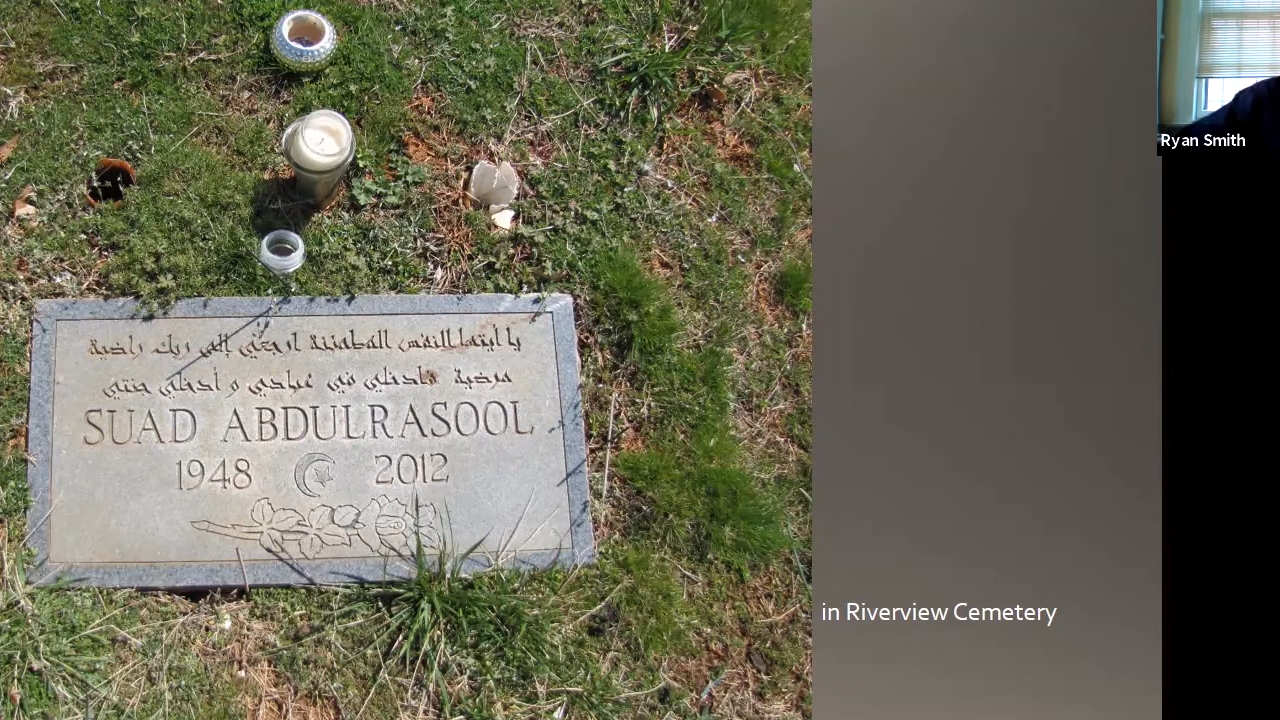 يا أيتها النفس المطمئنة ارجعي إلى ربك راضية
مرضية فادخلي في عبادي و ادخلي جنتي
SUAD ABDULRASOOL
1948 2012
in Riverview Cemetery
Ryan Smith